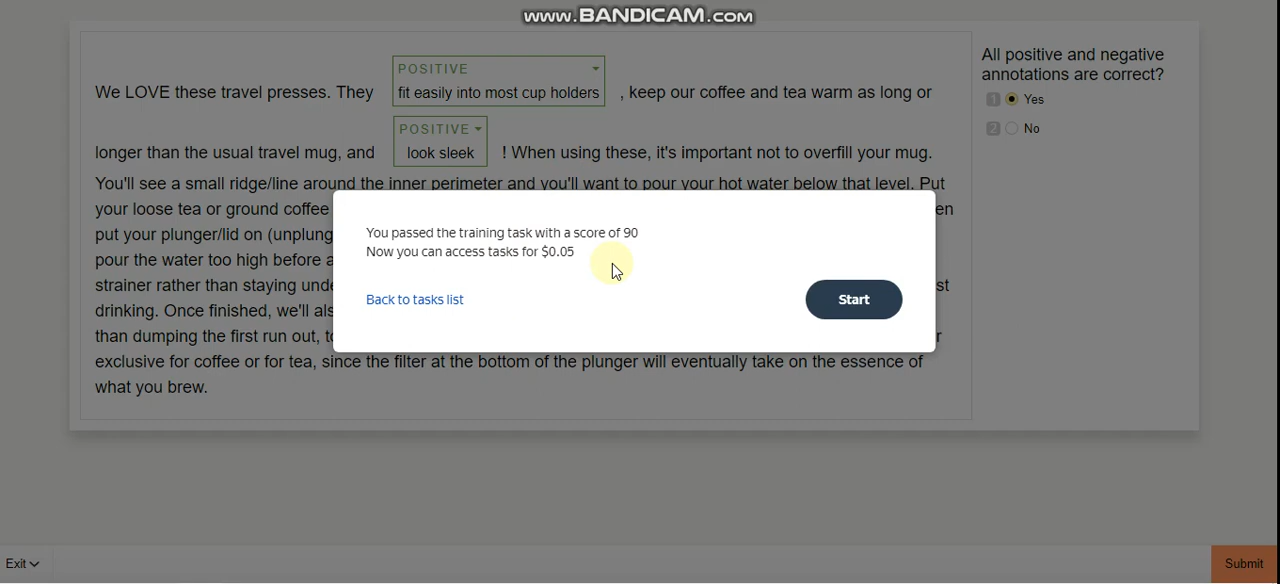 www.BANDICAM.com
We LOVE these travel presses. They POSITIVE fit easily into most cup holders , keep our coffee and tea warm as long or
longer than the usual travel mug, and POSITIVE look sleek ! When using these, it's important not to overfill your mug.
You'll see a small ridge/line around the inner perimeter and you'll want to pour your hot water below that level. Put
your loose tea or ground coffee en
put your plunger/lid on (unplung
pour the water too high before a
strainer rather than staying unde st
drinking. Once finished, we'll als
than dumping the first run out, to r
exclusive for coffee or for tea, since the filter at the bottom of the plunger will eventually take on the essence of
what you brew.
All positive and negative
annotations are correct?
1 Yes
2 No
You passed the training task with a score of 90
Now you can access tasks for $0.05
Back to tasks list
Start
Exit
Submit